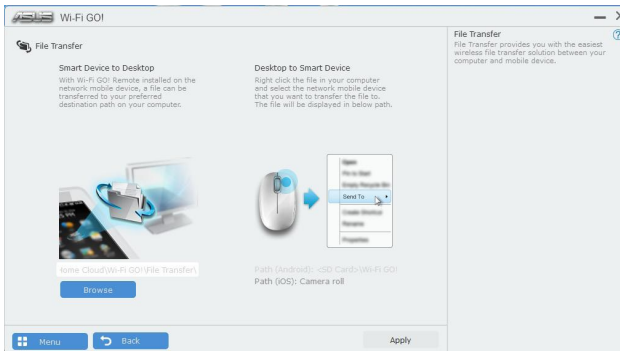 ASUS Wi-Fi GO!
File Transfer
Smart Device to Desktop
With Wi-Fi GO! Remote installed on the
network mobile device, a file can be
transferred to your preferred
destination path on your computer.
Home Cloud\Wi-Fi GO!\File Transfer\
Browse
Desktop to Smart Device
Right click the file in your computer
and select the network mobile device
that you want to transfer the file to.
The file will be displayed in below path.
Open
Pin to Start
Empty Recycle Bin
Send To
Create Shortcut
Rename
Properties
Path (Android): <SD Card>\Wi-Fi GO!
Path (iOS): Camera roll
Menu
Back
Apply
File Transfer
File Transfer provides you with the easiest
wireless file transfer solution between your
computer and mobile device.
?